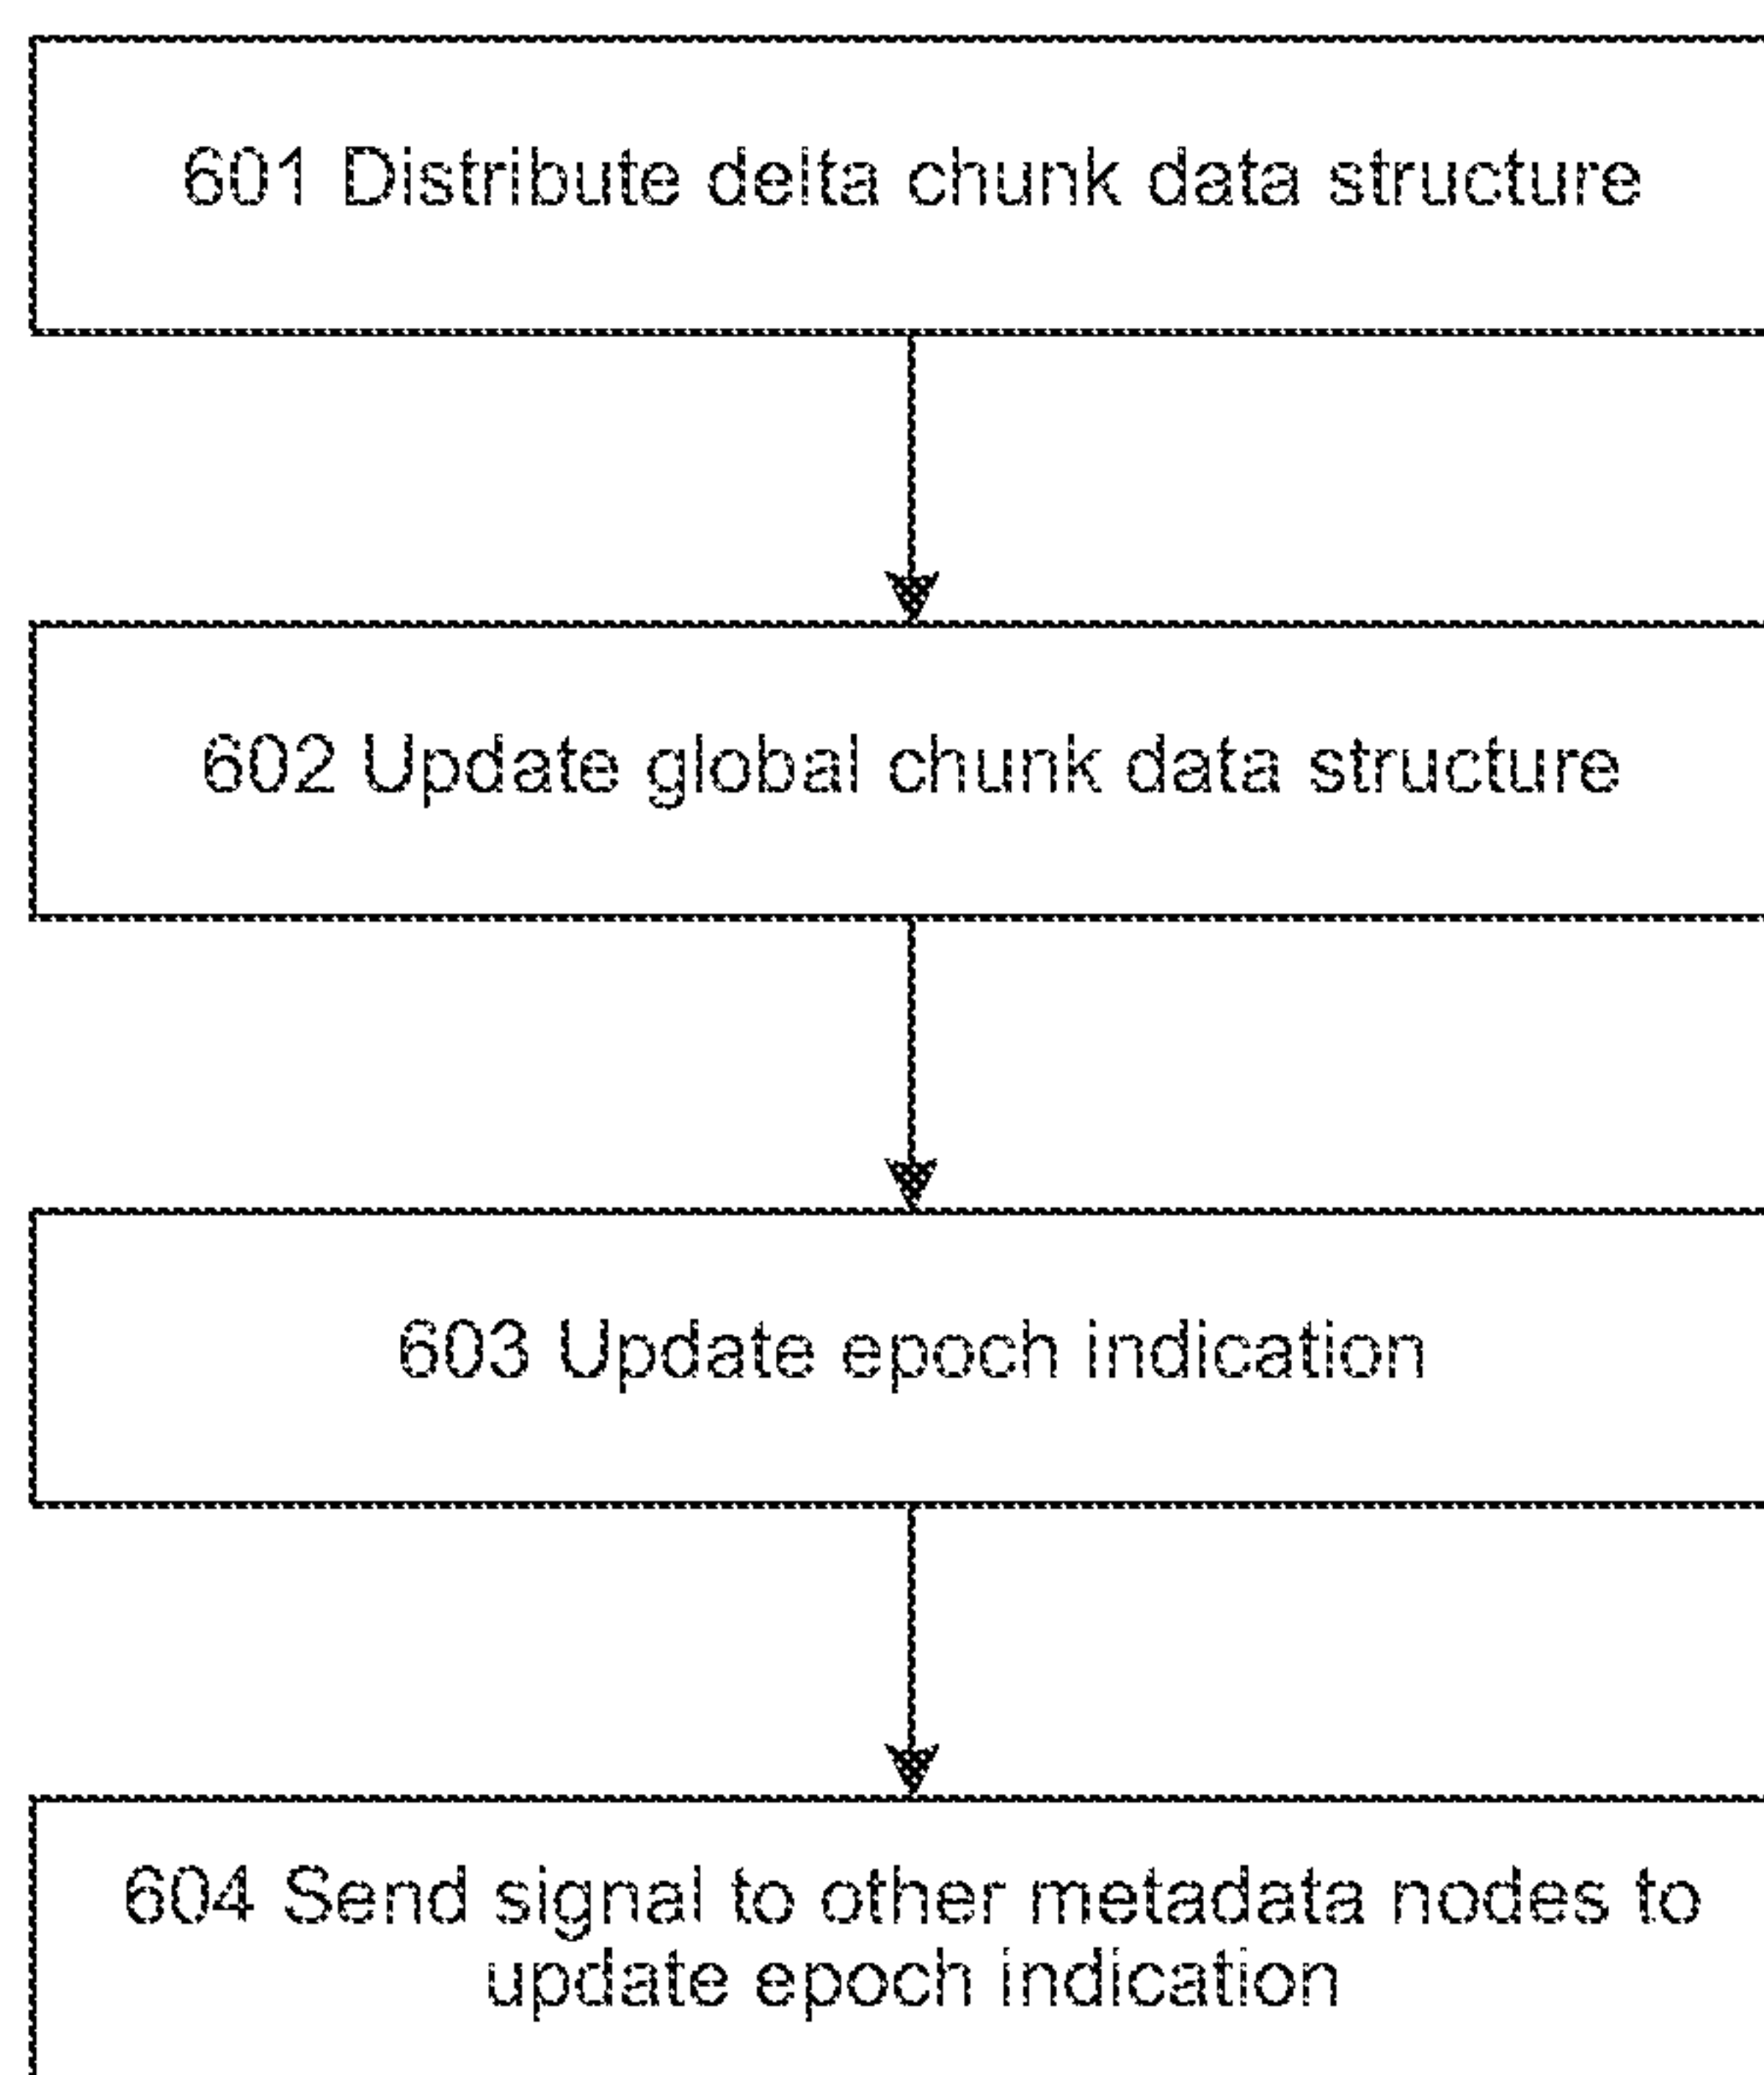 601 Distribute delta chunk data structure
602 Update global chunk data structure
603 Update epoch indication
604 Send signal to other metadata nodes to
update epoch indication